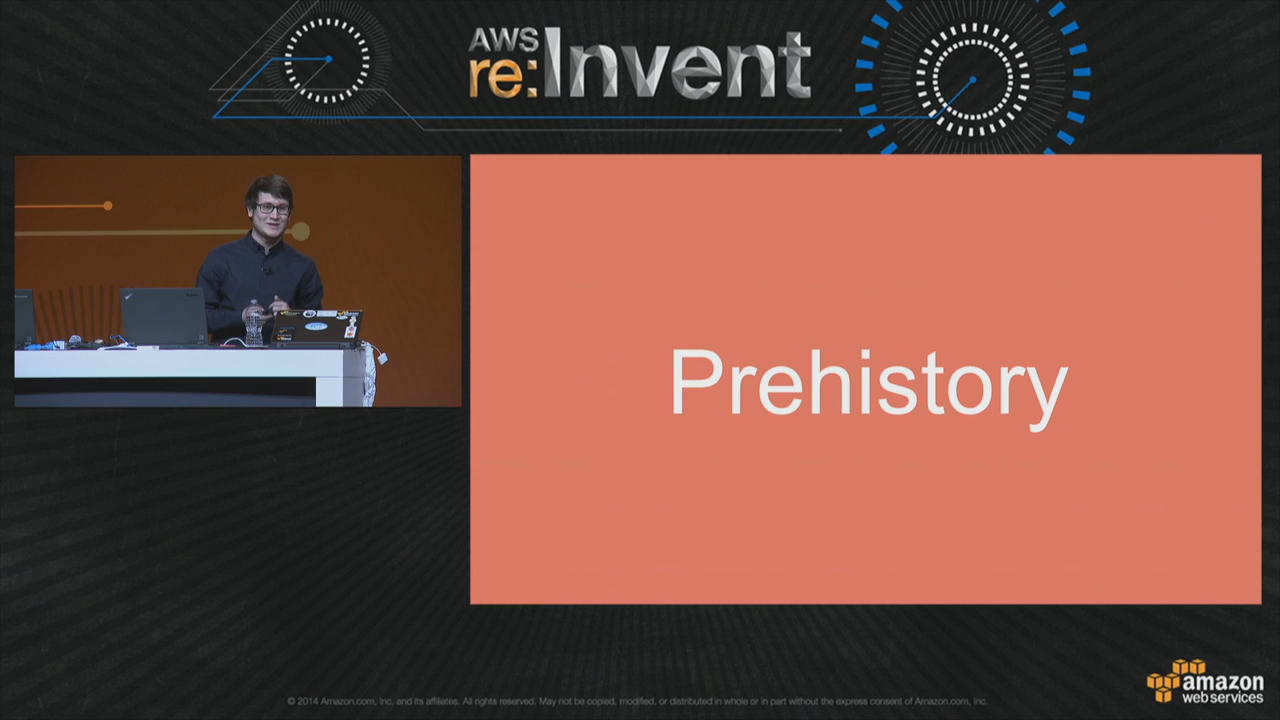 AWS
re:Invent
Prehistory
© 2014 Amazon.com, Inc. and its affiliates. All rights reserved. May not be copied, modified, or distributed in whole or in part without the express consent of Amazon.com, Inc.
amazon
web services